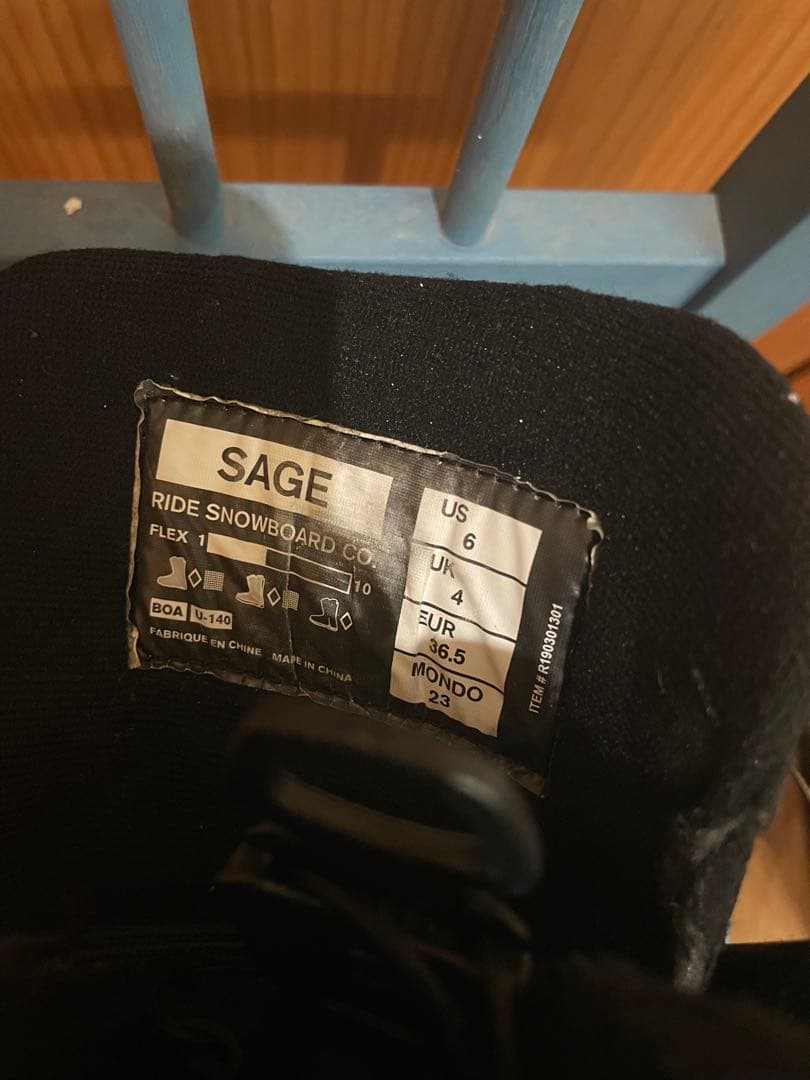 SAGE
RIDE SNOWBOARD CO.
FLEX 1 10
BOA U-140
FABRIQUE EN CHINE MADE IN CHINA
US
6
UK
4
EUR
36.5
MONDO
23
ITEM # R190301301